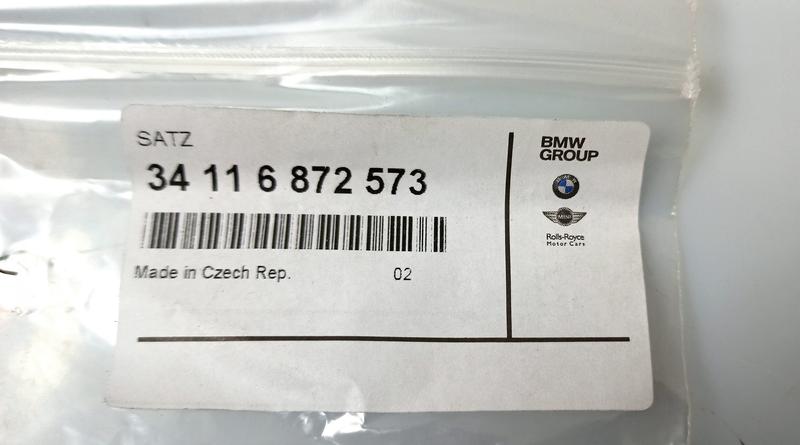 SATZ
34 11 6 872 573
Made in Czech Rep. 02
BMW
GROUP
MINI
Rolls-Royce
Motor Cars